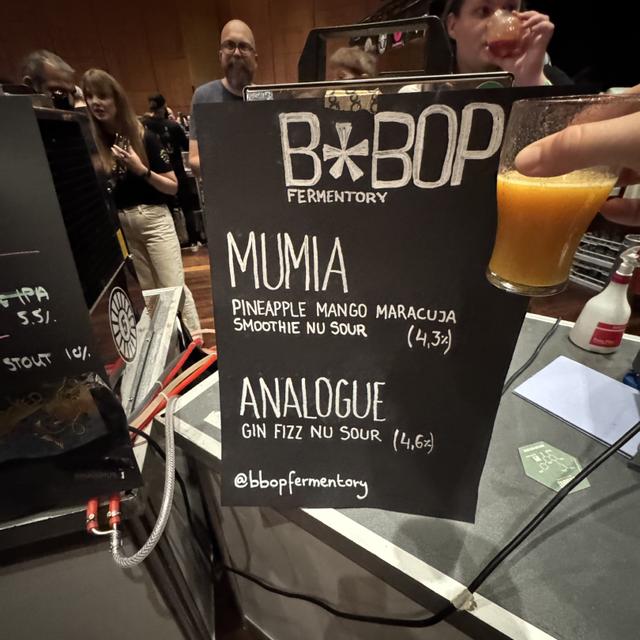 B*BOP
FERMENTORY
MUMIA
PINEAPPLE MANGO MARACUJA
SMOOTHIE NU SOUR (4,3%)
ANALOGUE
GIN FIZZ NU SOUR (4,6%)
@bbopfermentory
IPA
5.5%
STOUT 10%